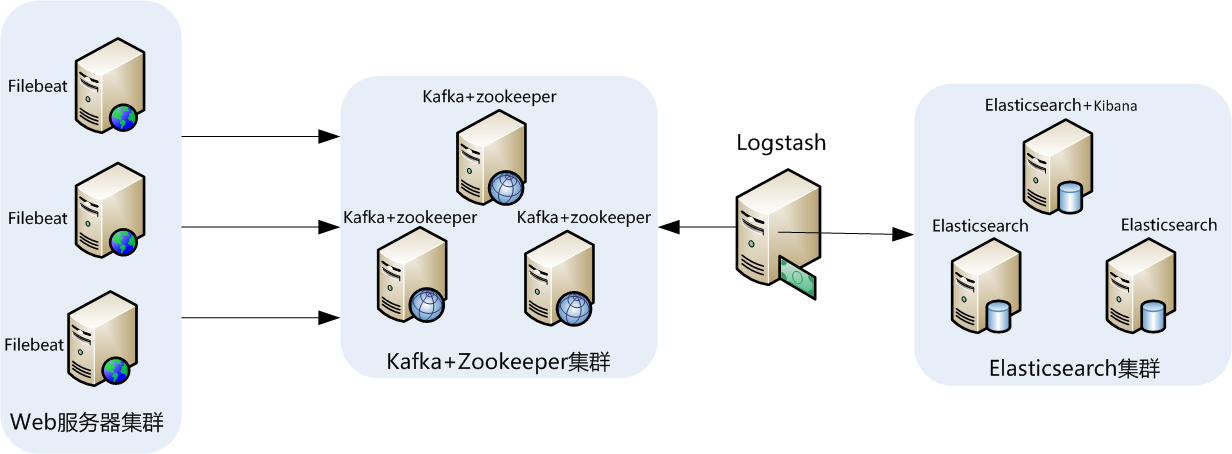 Filebeat
Filebeat
Filebeat
Web服务器集群
Kafka+zookeeper
Kafka+zookeeper
Kafka+zookeeper
Kafka+Zookeeper集群
Logstash
Elasticsearch+Kibana
Elasticsearch
Elasticsearch
Elasticsearch集群